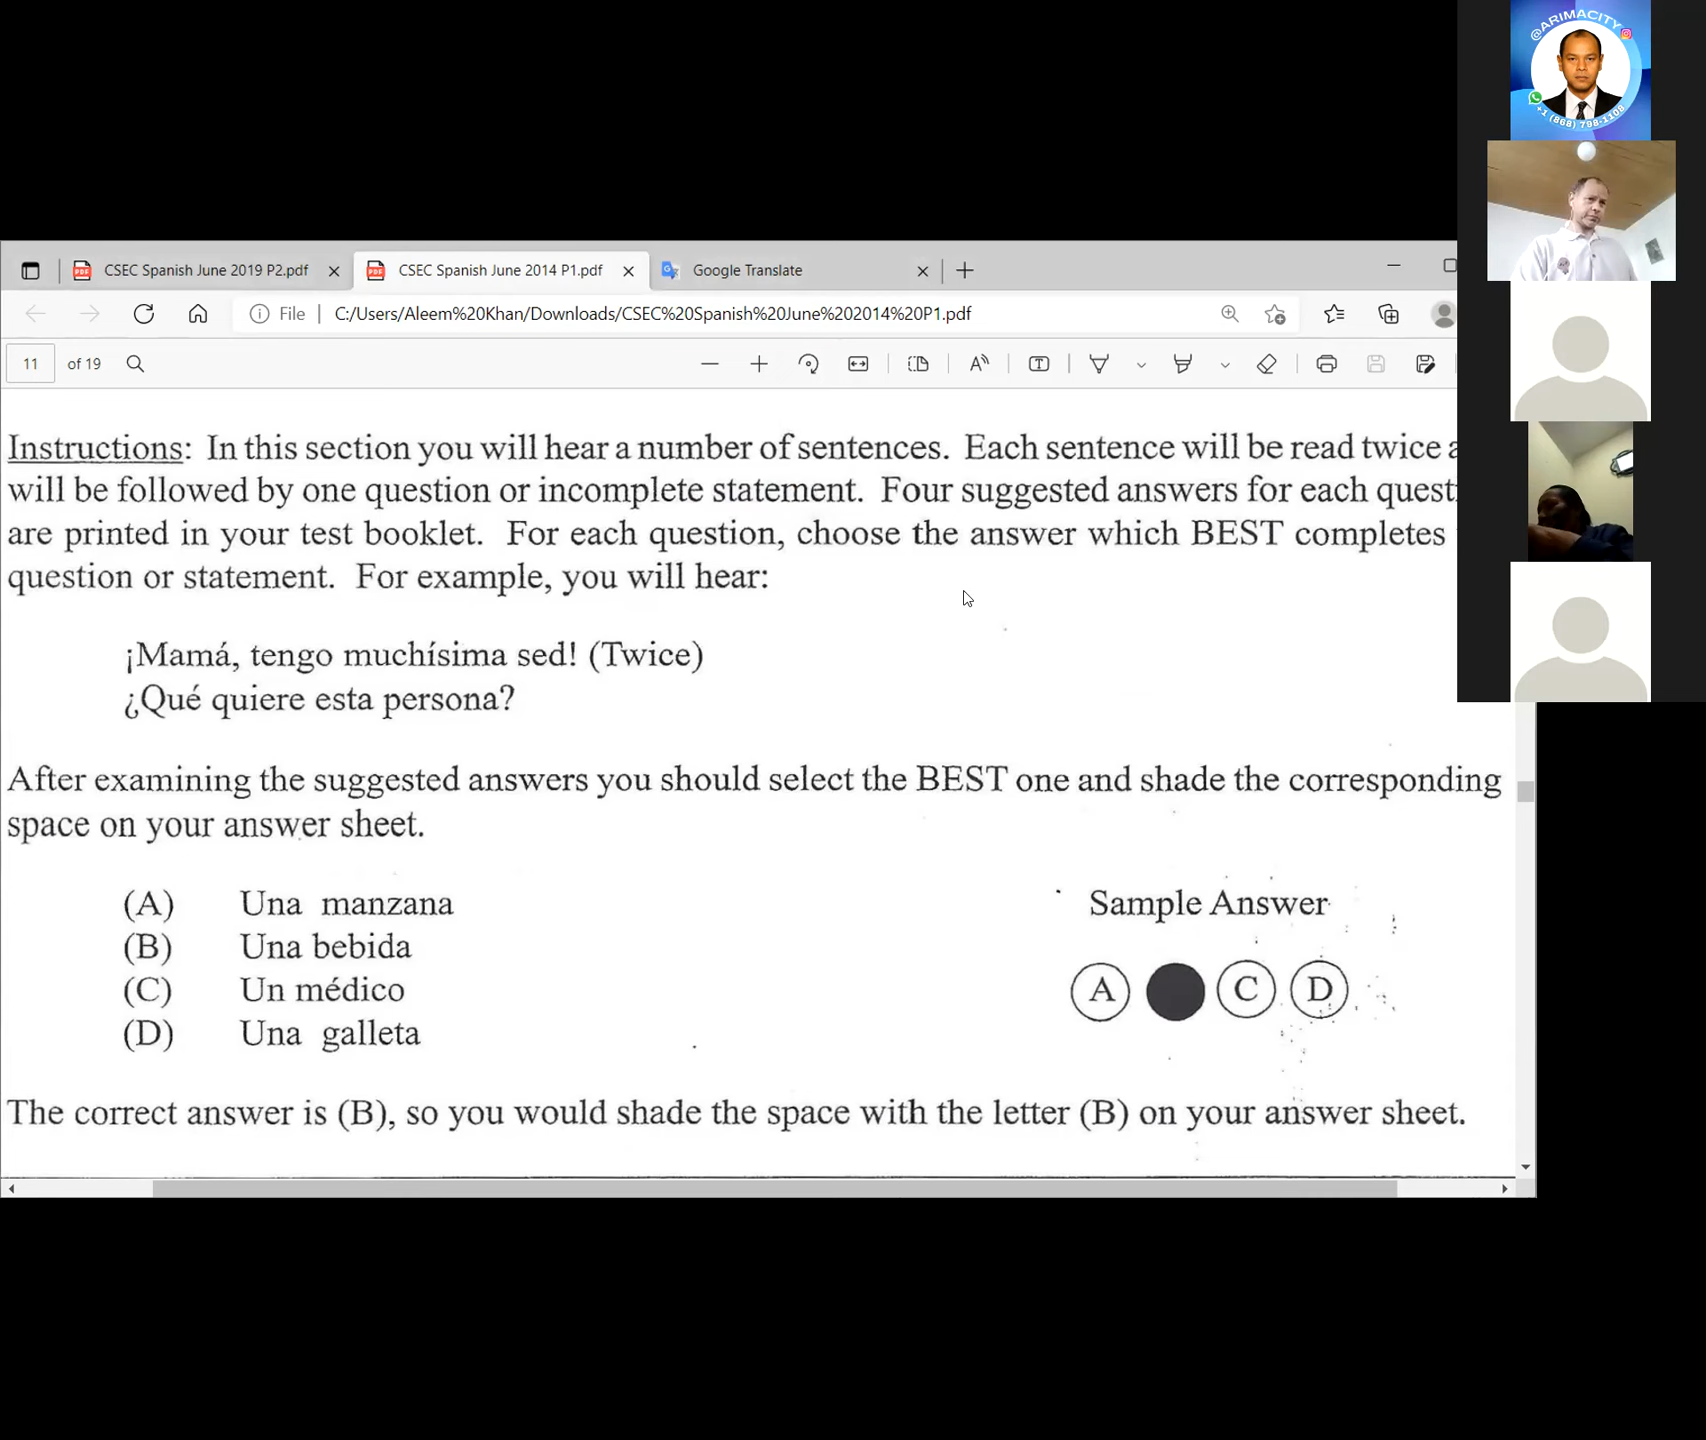 @ARIMACITY
+1 (868) 798-1108
CSEC Spanish June 2019 P2.pdf
CSEC Spanish June 2014 P1.pdf
Google Translate
File
C:/Users/Aleem%20Khan/Downloads/CSEC%20Spanish%20June%202014%20P1.pdf
11 of 19
Instructions: In this section you will hear a number of sentences. Each sentence will be read twice
will be followed by one question or incomplete statement. Four suggested answers for each
are printed in your test booklet. For each question, choose the answer which BEST completes
question or statement. For example, you will hear:
¡Mamá, tengo muchísima sed! (Twice)
¿Qué quiere esta persona?
After examining the suggested answers you should select the BEST one and shade the corresponding
space on your answer sheet.
(A) Una manzana
(B) Una bebida
(C) Un médico
(D) Una galleta
Sample Answer
A C D
The correct answer is (B), so you would shade the space with the letter (B) on your answer sheet.